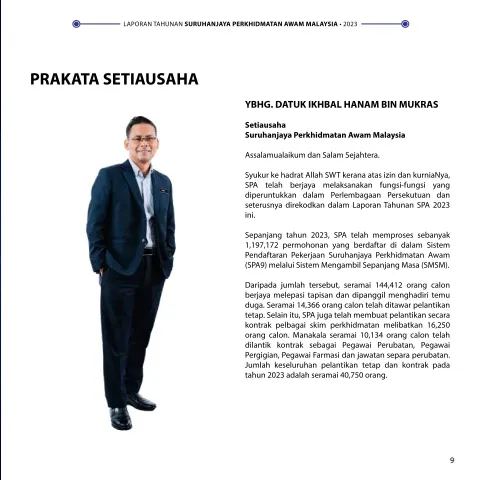 LAPORAN TAHUNAN SURUHANJAYA PERKHIDMATAN AWAM MALAYSIA • 2023
PRAKATA SETIAUSAHA
YBHG. DATUK IKHBAL HANAM BIN MUKRAS
Setiausaha
Suruhanjaya Perkhidmatan Awam Malaysia
Assalamualaikum dan Salam Sejahtera.
Syukur ke hadrat Allah SWT kerana atas izin dan kurniaNya,
SPA telah berjaya melaksanakan fungsi-fungsi yang
diperuntukkan dalam Perlembagaan Persekutuan dan
seterusnya direkodkan dalam Laporan Tahunan SPA 2023
ini.
Sepanjang tahun 2023, SPA telah memproses sebanyak
1,197,172 permohonan yang berdaftar di dalam Sistem
Pendaftaran Pekerjaan Suruhanjaya Perkhidmatan Awam
(SPA9) melalui Sistem Mengambil Sepanjang Masa (SMSM).
Daripada jumlah tersebut, seramai 144,412 orang calon
berjaya melepasi tapisan dan dipanggil menghadiri temu
duga. Seramai 14,366 orang calon telah ditawar pelantikan
tetap. Selain itu, SPA juga telah membuat pelantikan secara
kontrak pelbagai skim perkhidmatan melibatkan 16,250
orang calon. Manakala seramai 10,134 orang calon telah
dilantik kontrak sebagai Pegawai Perubatan, Pegawai
Pergigian, Pegawai Farmasi dan jawatan separa perubatan.
Jumlah keseluruhan pelantikan tetap dan kontrak pada
tahun 2023 adalah seramai 40,750 orang.
9